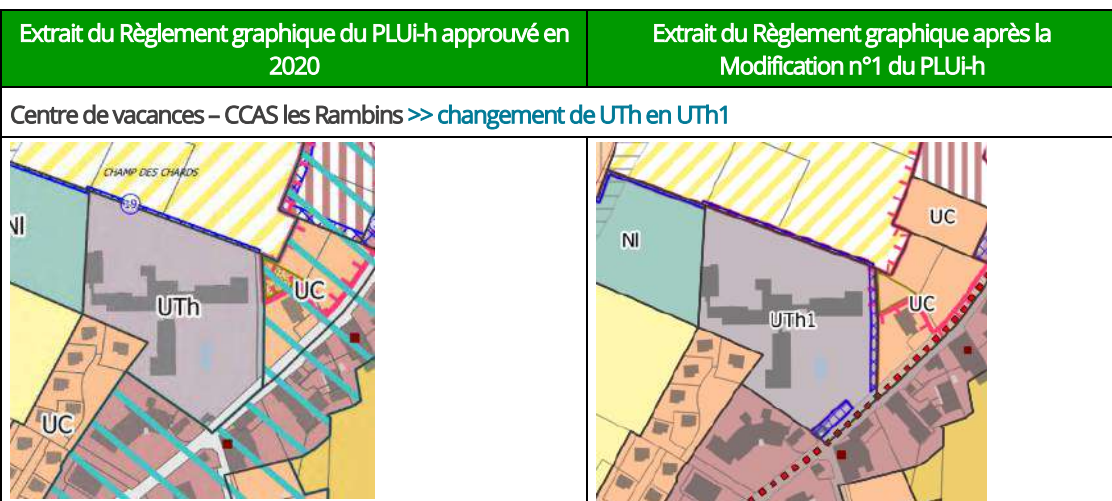 Extrait du Règlement graphique du PLUi-h approuvé en
2020
Extrait du Règlement graphique après la
Modification n°1 du PLUi-h
Centre de vacances – CCAS les Rambins >> changement de UTh en UTh1
CHAMP DES CHARDS
19
Nl
UTh
UC
UC
UC
Nl
UC
UTh1